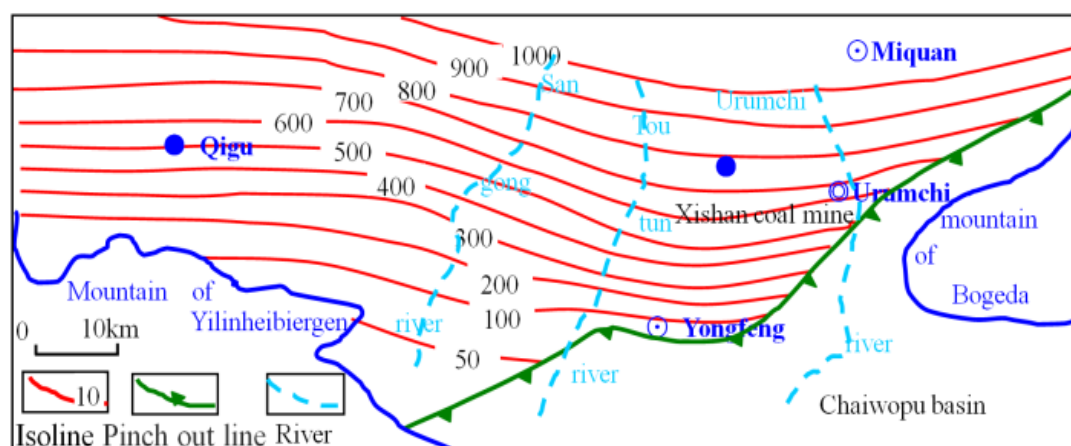 1000
Miquan
900
San
800
Urumchi
700
Tou
600
Qigu
500
gong
400
Urumchi
Xishan coal mine
tun
mountain
300
of
200
Mountain of
Bogeda
Yilinheibiergen
100
0 10km
river
Yongfeng
river
50
river
10
Chaiwopu basin
Isoline Pinch out line River